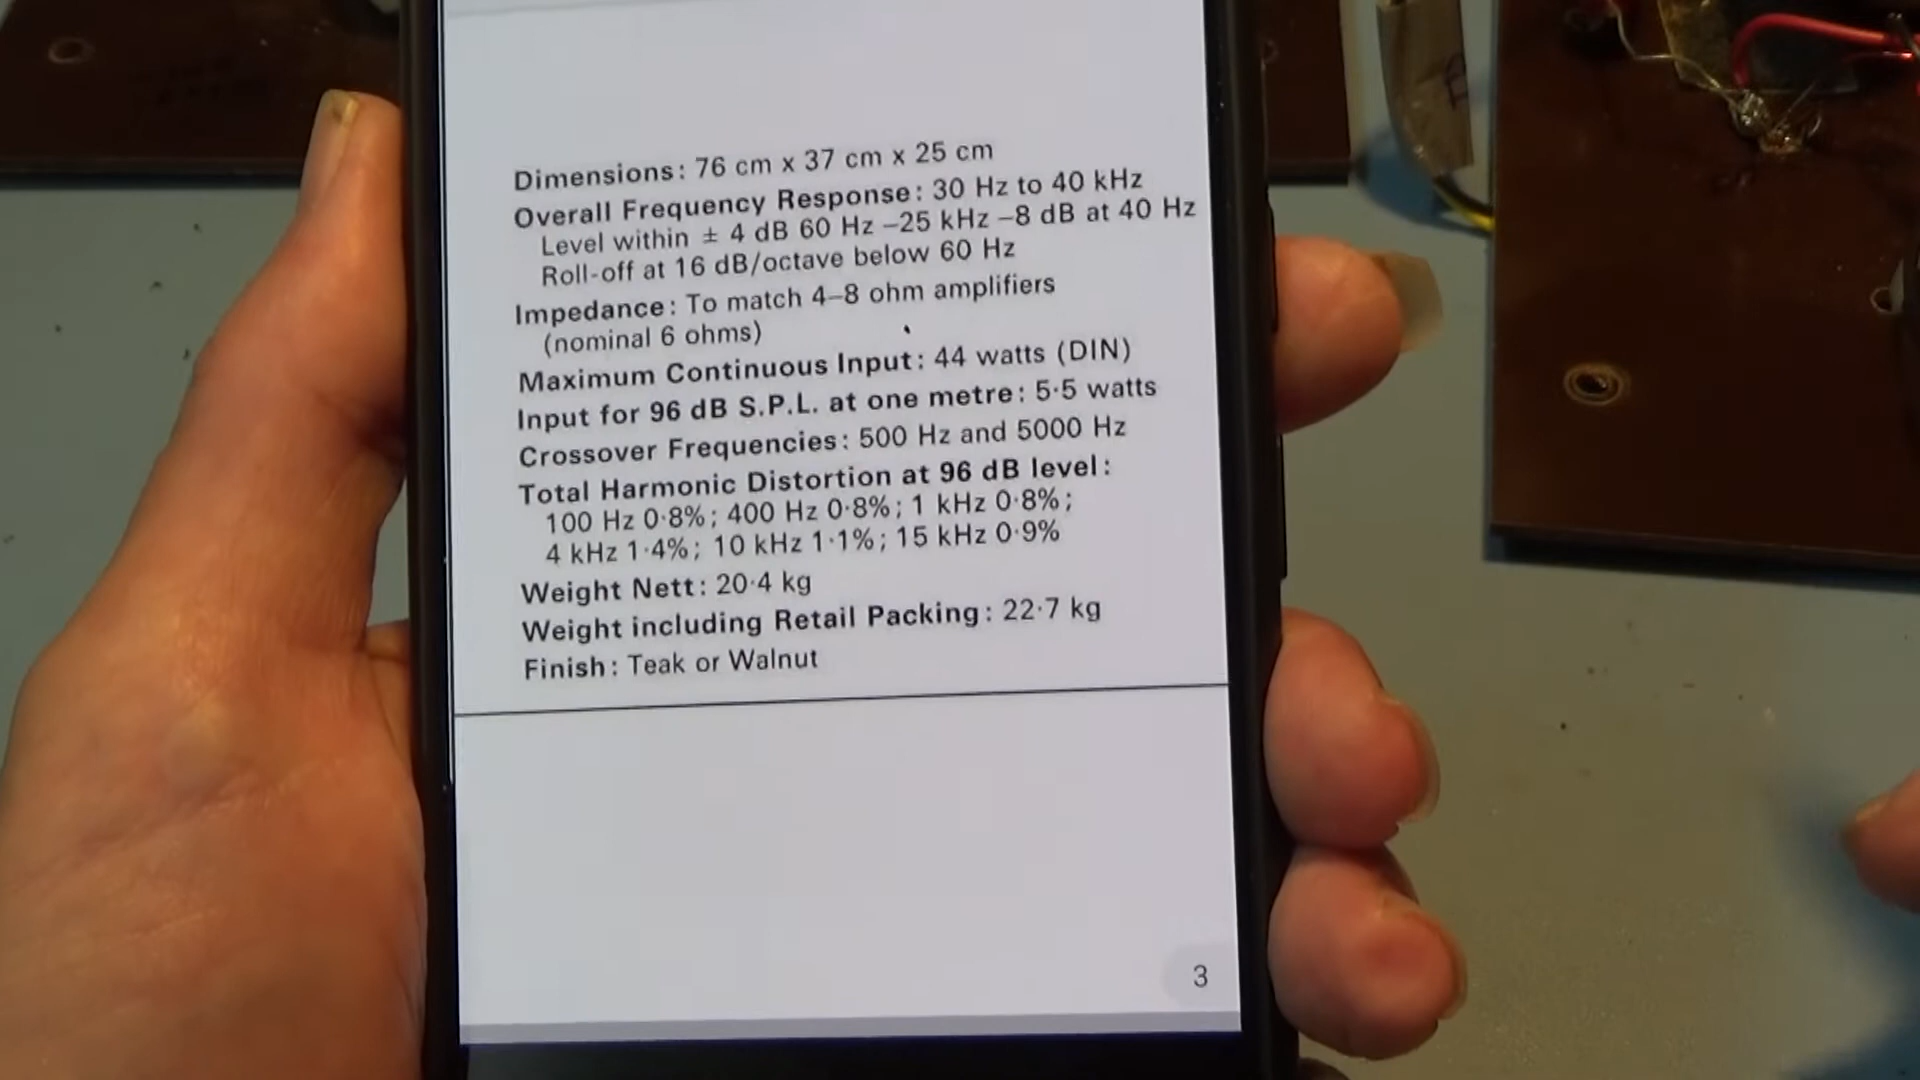 Dimensions: 76 cm x 37 cm x 25 cm
Overall Frequency Response: 30 Hz to 40 kHz
Level within ± 4 dB 60 Hz –25 kHz –8 dB at 40 Hz
Roll-off at 16 dB/octave below 60 Hz
Impedance: To match 4–8 ohm amplifiers
(nominal 6 ohms)
Maximum Continuous Input: 44 watts (DIN)
Input for 96 dB S.P.L. at one metre: 5·5 watts
Crossover Frequencies: 500 Hz and 5000 Hz
Total Harmonic Distortion at 96 dB level:
100 Hz 0·8%; 400 Hz 0·8%; 1 kHz 0·8%;
4 kHz 1·4%; 10 kHz 1·1%; 15 kHz 0·9%
Weight Nett: 20·4 kg
Weight including Retail Packing: 22·7 kg
Finish: Teak or Walnut
3